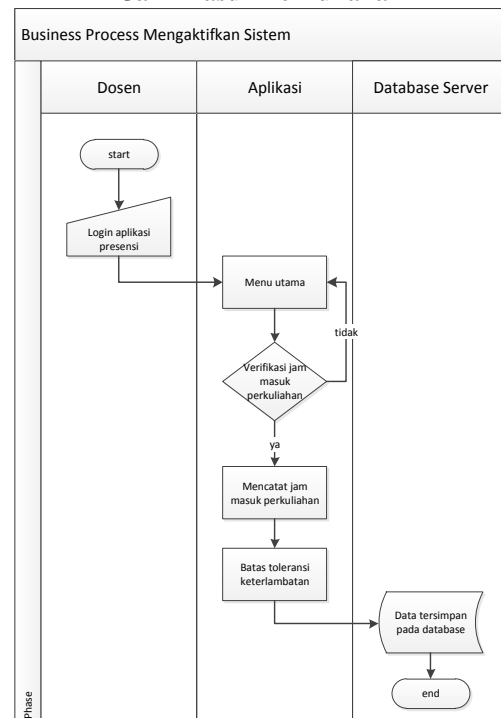 Business Process Mengaktifkan Sistem
Dosen
Aplikasi
Database Server
start
Login aplikasi
presensi
Menu utama
tidak
Verifikasi jam
masuk
perkuliahan
ya
Mencatat jam
masuk perkuliahan
Batas toleransi
keterlambatan
Data tersimpan
pada database
end
Phase